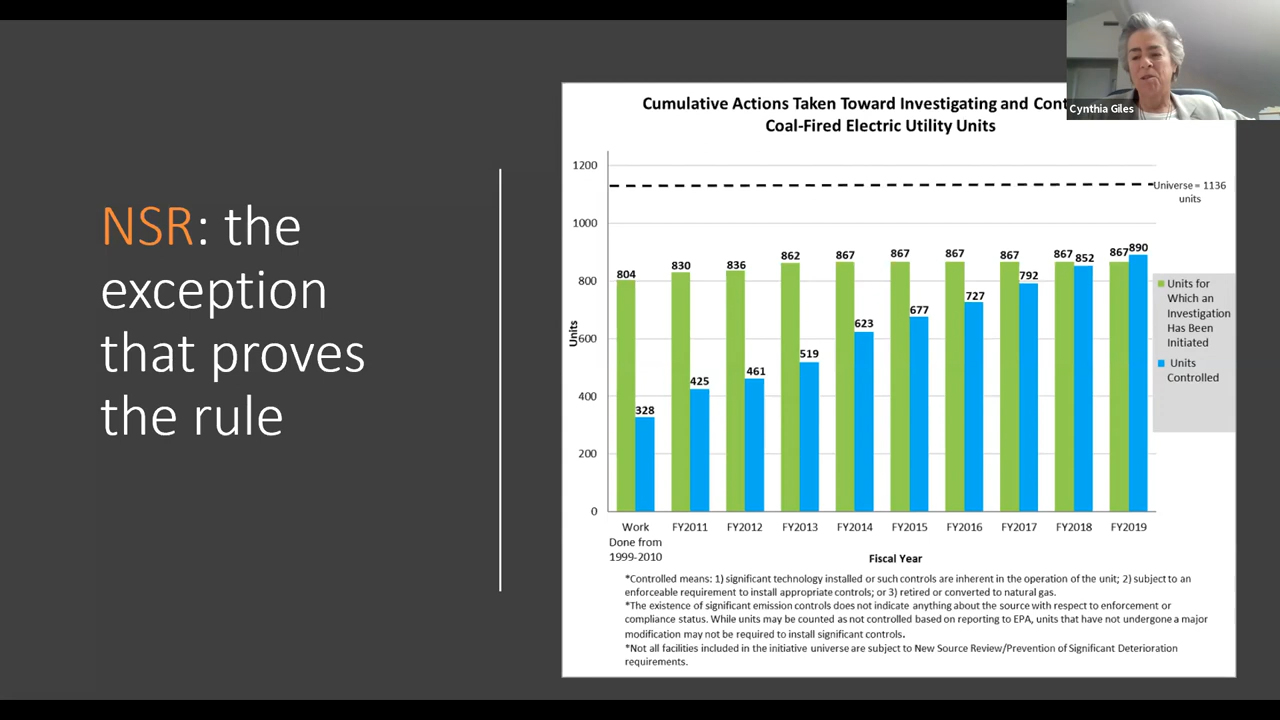 Cynthia Giles
NSR: the
exception
that proves
the rule
Cumulative Actions Taken Toward Investigating and
Coal-Fired Electric Utility Units
1200
1000
800
600
400
200
0
Units
Universe = 1136
units
804
328
830
425
836
461
862
519
867
623
867
677
867
727
867
792
867
852
867
890
Units for
Which an
Investigation
Has Been
Initiated
Units
Controlled
Work
Done from
1999-2010
FY2011
FY2012
FY2013
FY2014
FY2015
FY2016
FY2017
FY2018
FY2019
Fiscal Year
*Controlled means: 1) significant technology installed or such controls are inherent in the operation of the unit; 2) subject to an
enforceable requirement to install appropriate controls; or 3) retired or converted to natural gas.
*The existence of significant emission controls does not indicate anything about the source with respect to enforcement or
compliance status. While units may be counted as not controlled based on reporting to EPA, units that have not undergone a major
modification may not be required to install significant controls.
*Not all facilities included in the initiative universe are subject to New Source Review/Prevention of Significant Deterioration
requirements.